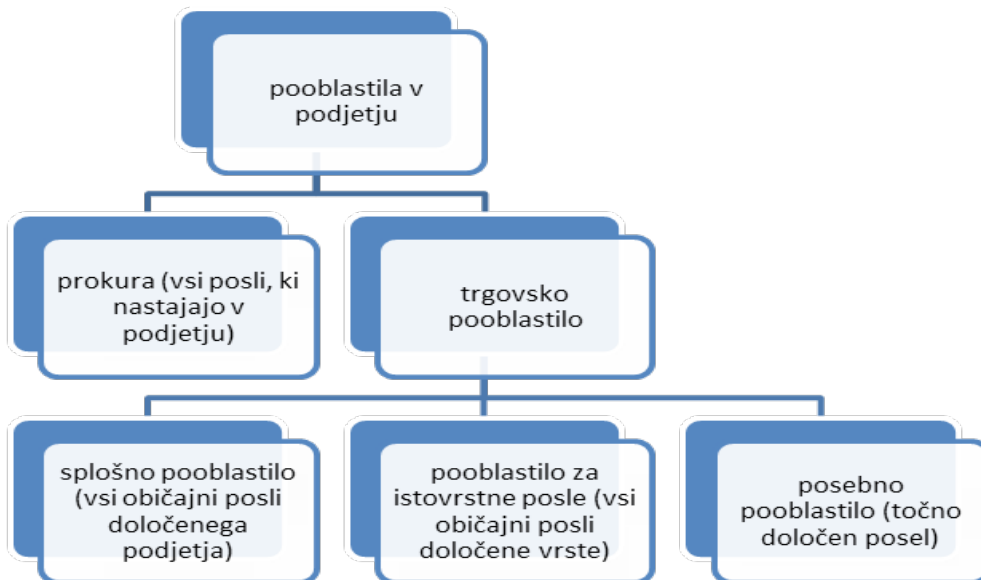 pooblastila v
podjetju
prokura (vsi posli, ki
nastajajo v
podjetju)
trgovsko
pooblastilo
splošno pooblastilo
(vsi običajni posli
določenega
podjetja)
pooblastilo za
istovrstne posle (vsi
običajni posli
določene vrste)
posebno
pooblastilo (točno
določen posel)